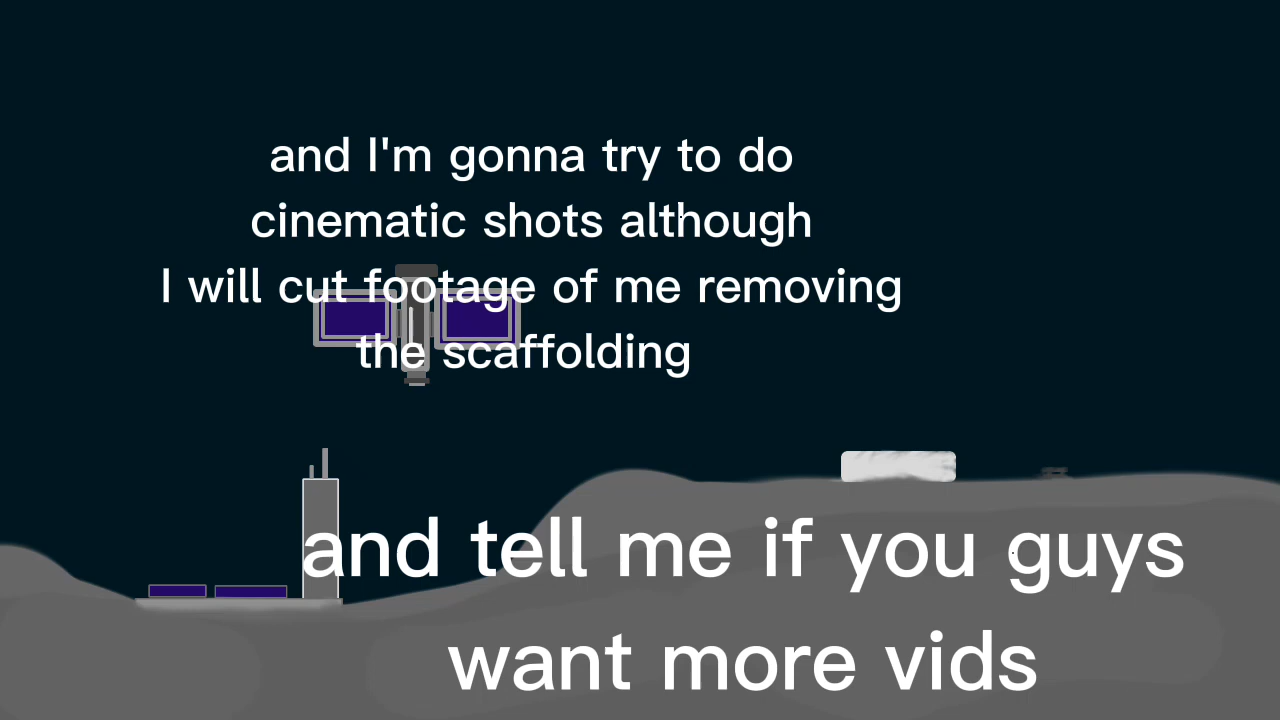 and I'm gonna try to do
cinematic shots although
I will cut footage of me removing
the scaffolding
and tell me if you guys
want more vids